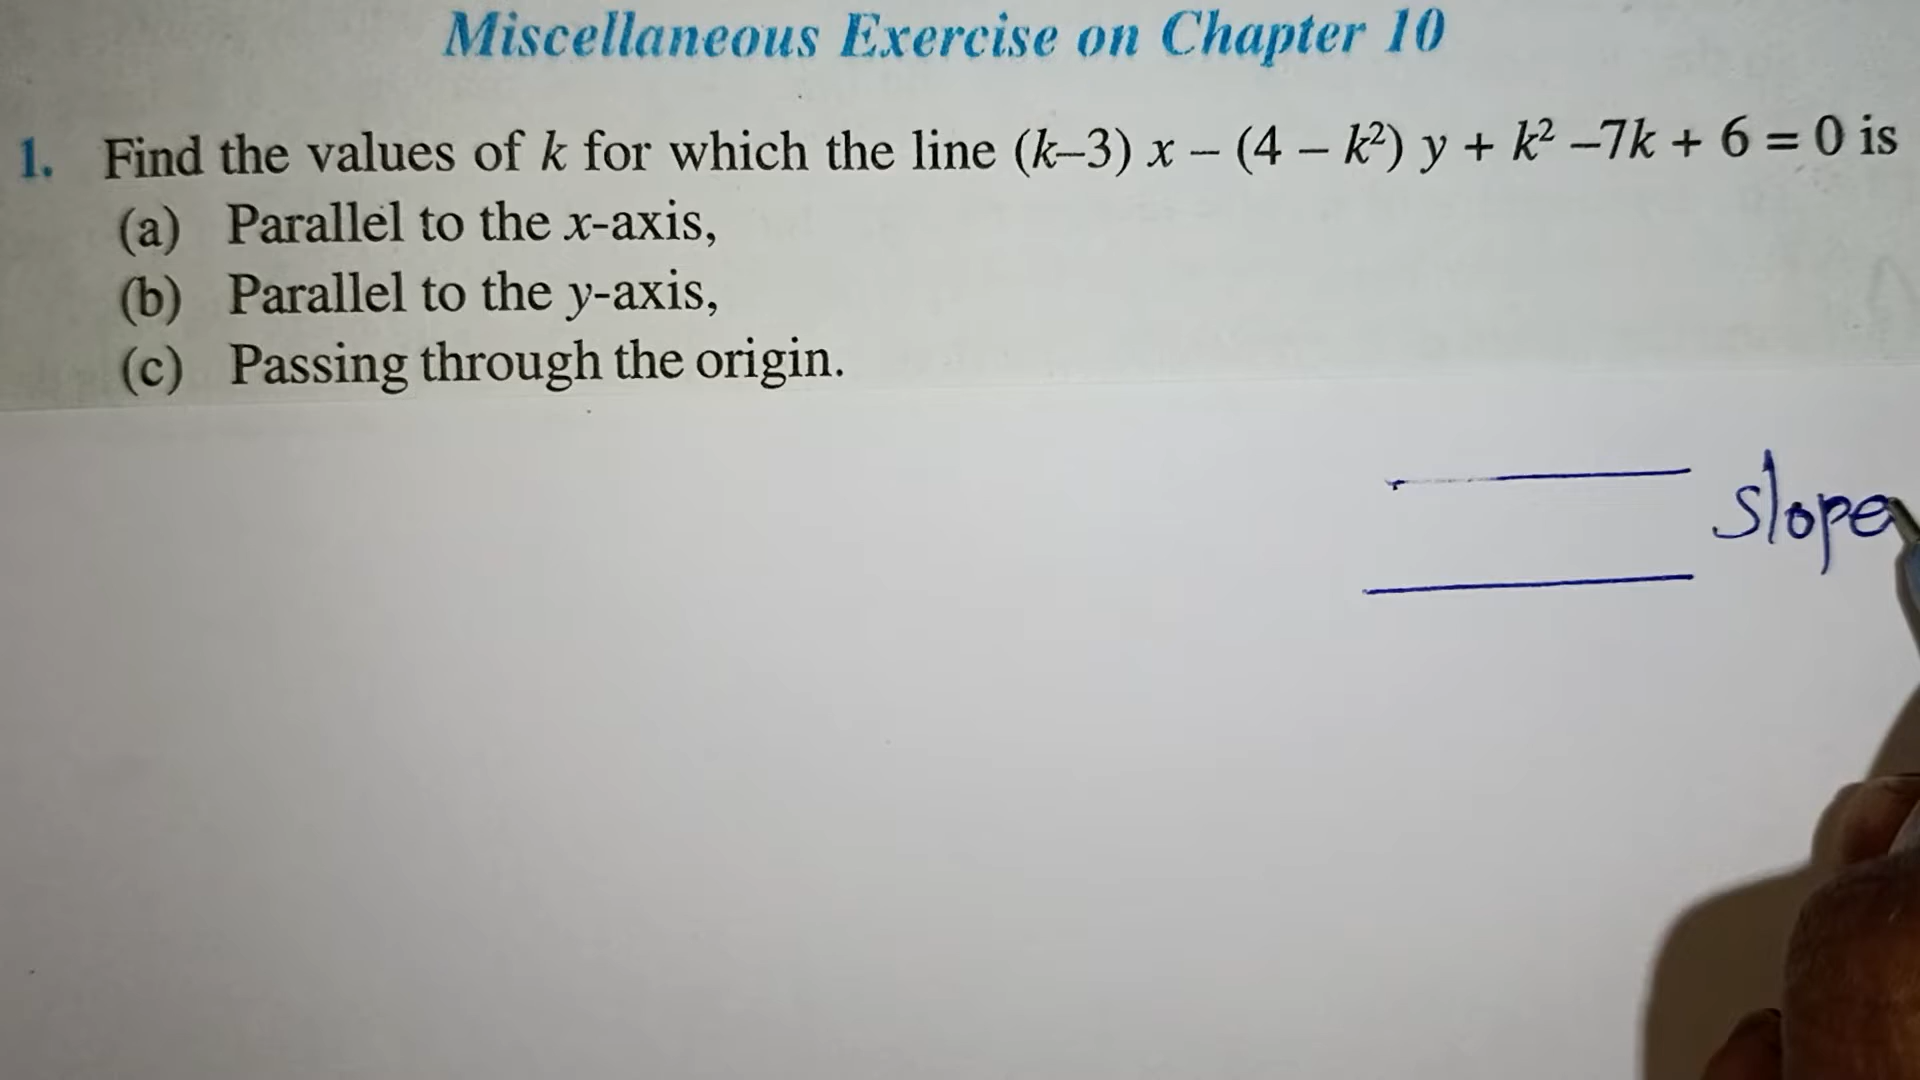 Miscellaneous Exercise on Chapter 10
1. Find the values of k for which the line (k–3) x – (4 – k²) y + k² –7k + 6 = 0 is
(a) Parallel to the x-axis,
(b) Parallel to the y-axis,
(c) Passing through the origin.
slope